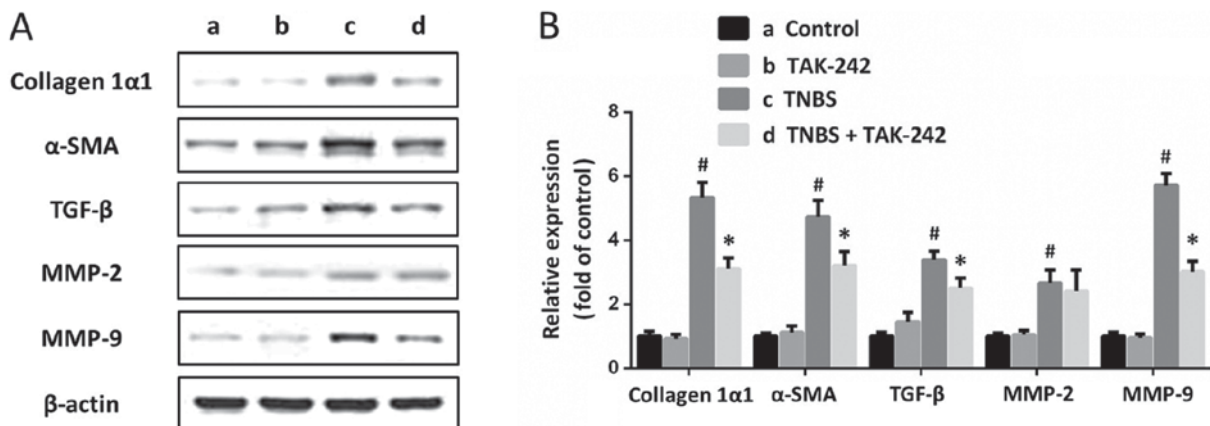 A
a b c d
Collagen 1α1
α-SMA
TGF-β
MMP-2
MMP-9
β-actin
B
a Control
b TAK-242
c TNBS
d TNBS + TAK-242
Relative expression
(fold of control)
8
6
4
2
0
# * # * # * # # *
Collagen 1α1 α-SMA TGF-β MMP-2 MMP-9